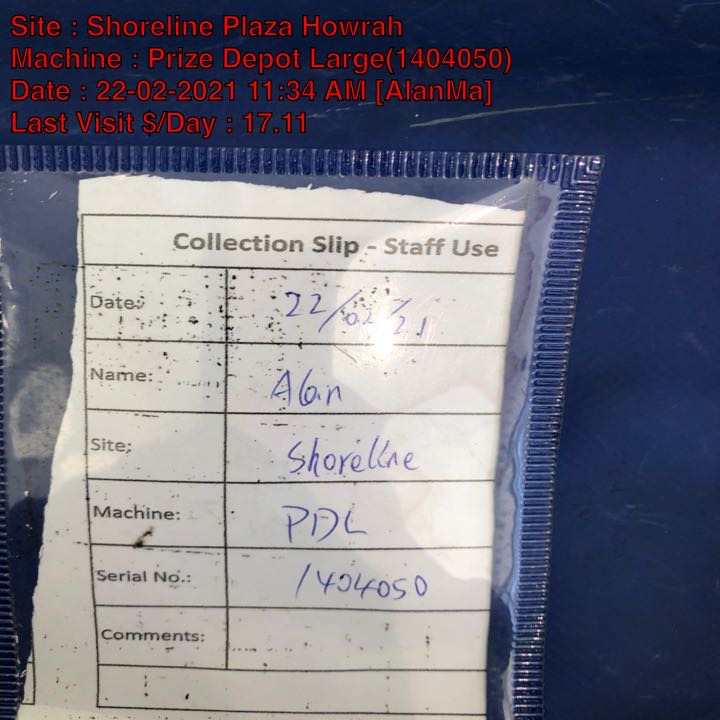 Site : Shoreline Plaza Howrah
Machine : Prize Depot Large(1404050)
Date : 22-02-2021 11:34 AM [AlanMa]
Last Visit $/Day : 17.11
Collection Slip - Staff Use
Date: 22/02/21
Name: Alan
Site: Shoreline
Machine: PDL
Serial No.: 1404050
Comments: